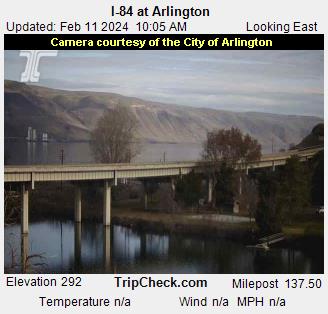 I-84 at Arlington
Updated: Feb 11 2024 10:05 AM Looking East
Camera courtesy of the City of Arlington
Elevation 292 TripCheck.com Milepost 137.50
Temperature n/a Wind n/a MPH n/a